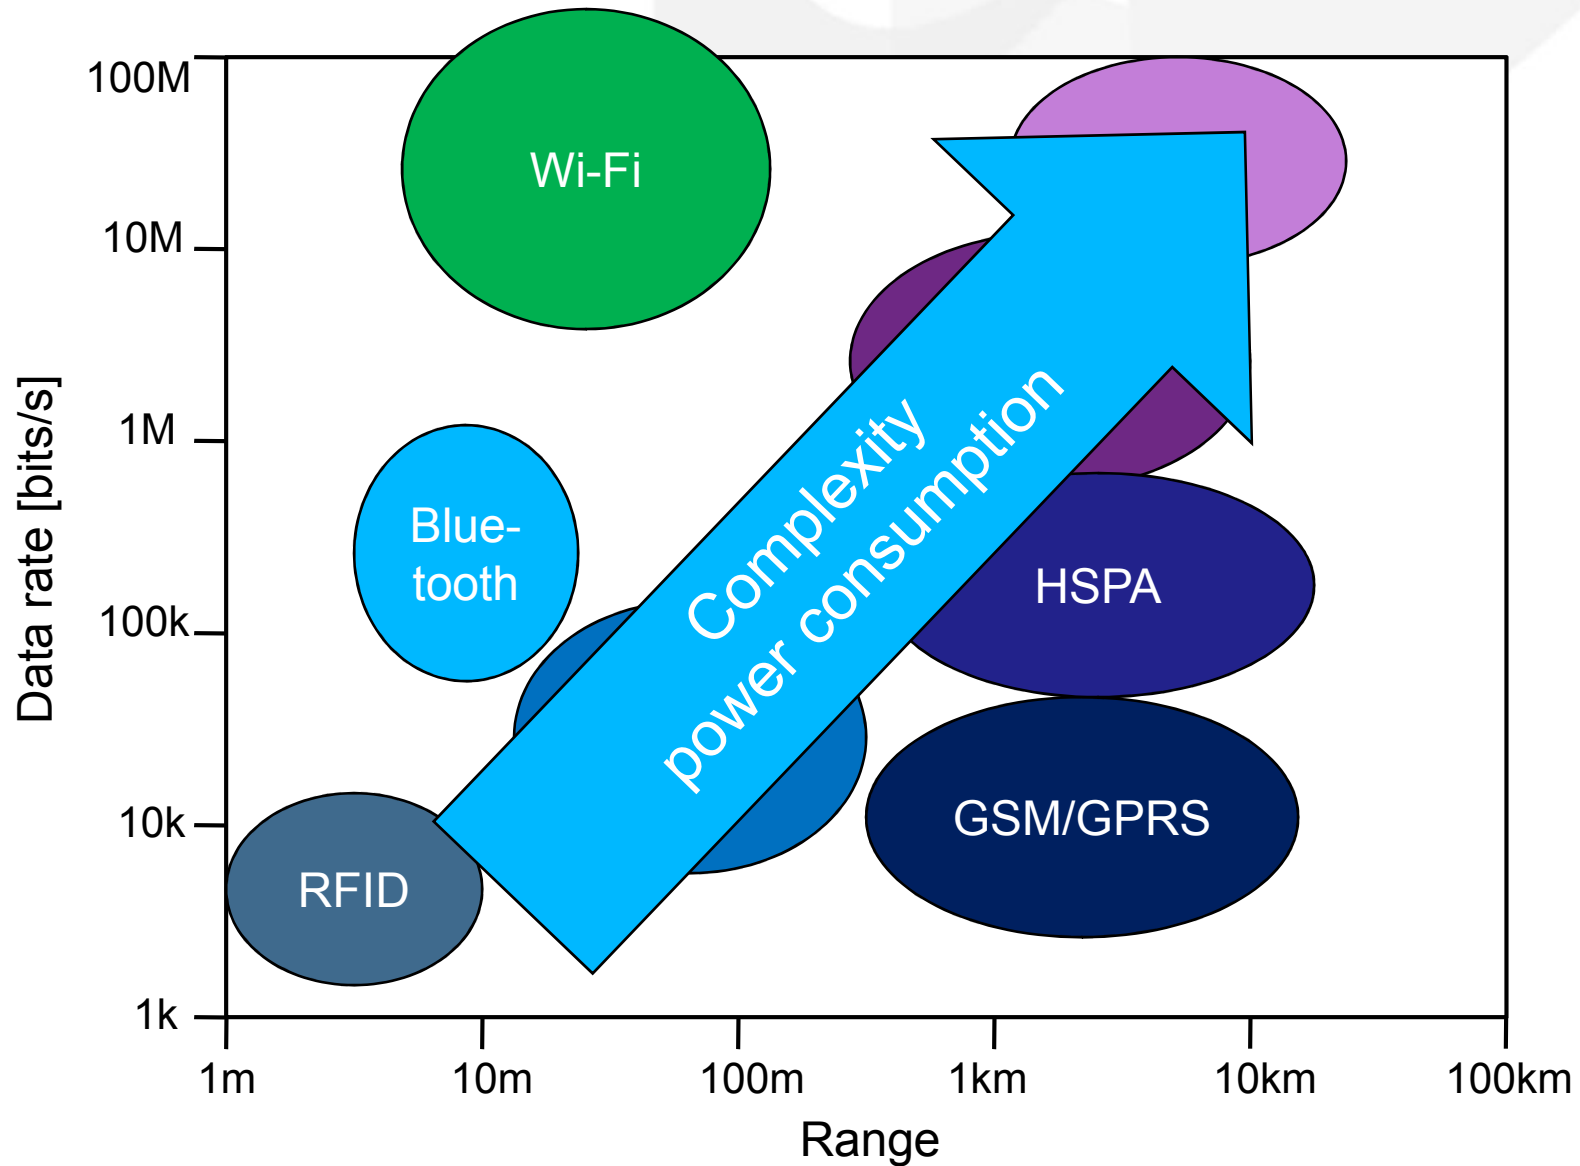 100M
10M
1M
100k
10k
1k
Data rate [bits/s]
Wi-Fi
Blue-
tooth
RFID
Complexity
power consumption
HSPA
GSM/GPRS
1m
10m
100m
1km
10km
100km
Range